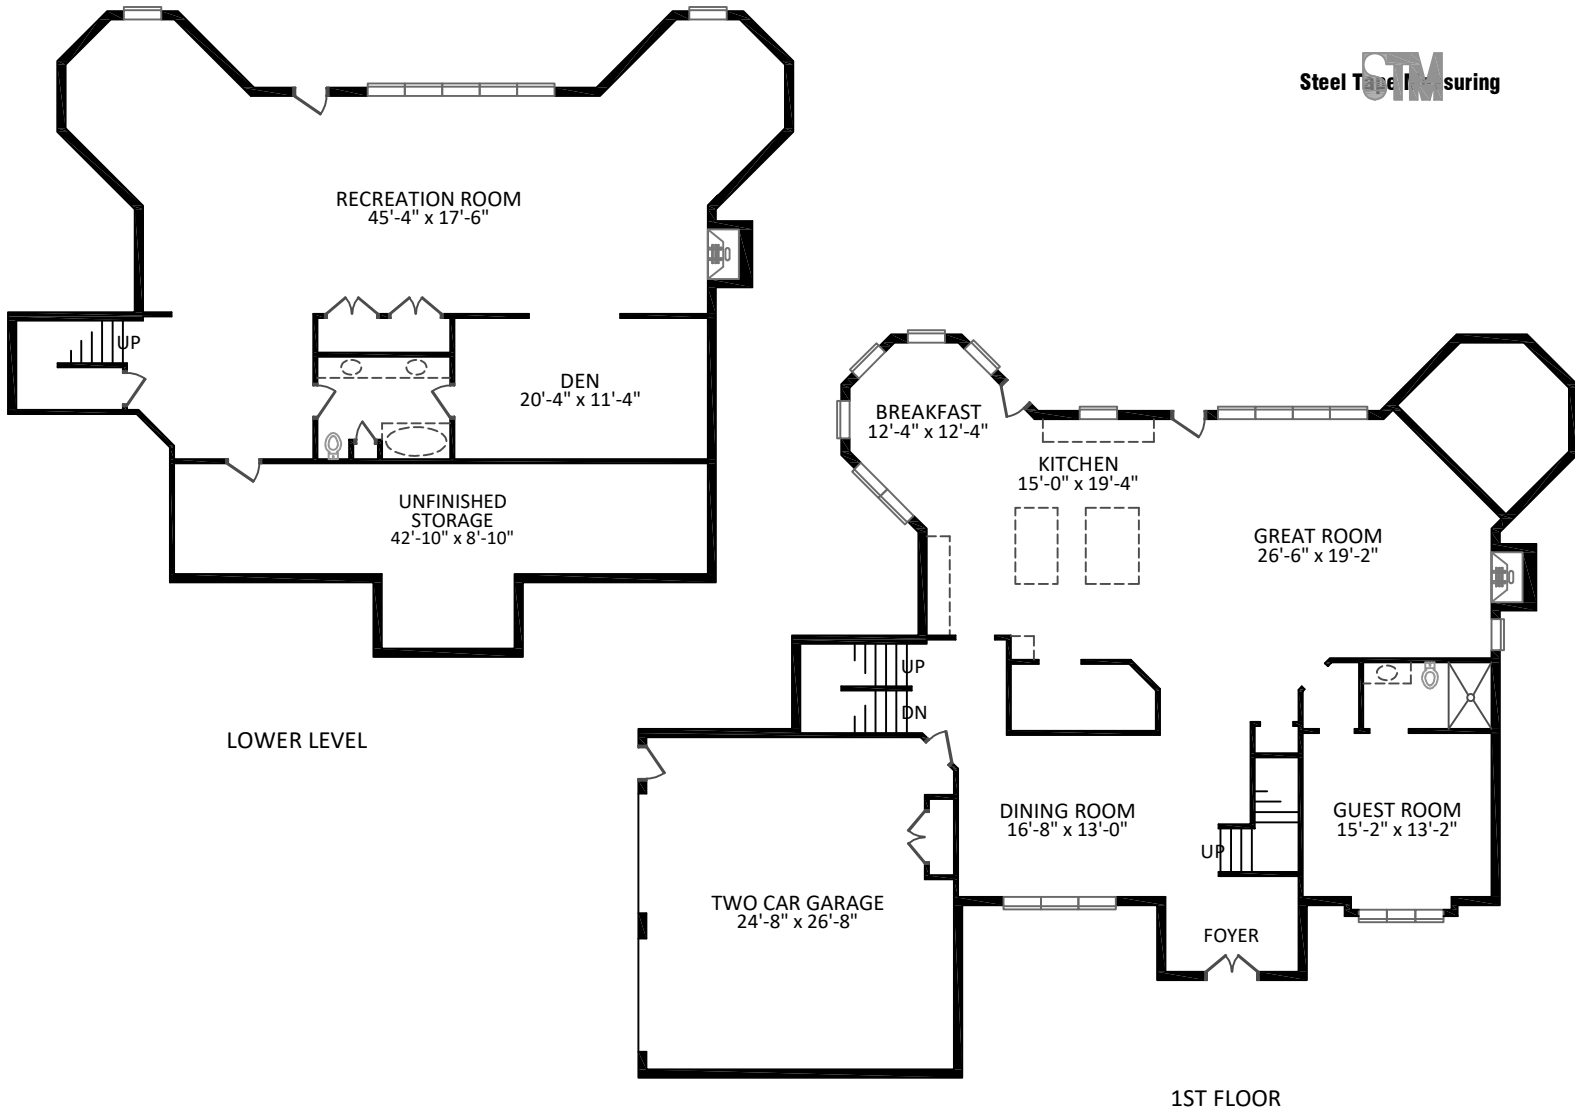 STM
Steel Tape Measuring
RECREATION ROOM
45'-4" x 17'-6"
UP
DEN
20'-4" x 11'-4"
UNFINISHED
STORAGE
42'-10" x 8'-10"
LOWER LEVEL
BREAKFAST
12'-4" x 12'-4"
KITCHEN
15'-0" x 19'-4"
GREAT ROOM
26'-6" x 19'-2"
UP
DN
DINING ROOM
16'-8" x 13'-0"
GUEST ROOM
15'-2" x 13'-2"
UP
TWO CAR GARAGE
24'-8" x 26'-8"
FOYER
1ST FLOOR